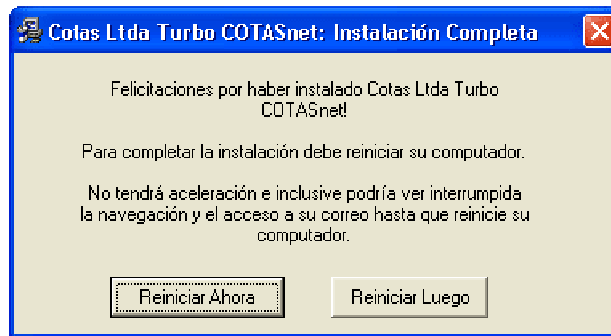 Cotas Ltda Turbo COTASnet: Instalación Completa
Felicitaciones por haber instalado Cotas Ltda Turbo
COTASnet!
Para completar la instalación debe reiniciar su computador.
No tendrá aceleración e inclusive podría ver interrumpida
la navegación y el acceso a su correo hasta que reinicie su
computador.
Reiniciar Ahora
Reiniciar Luego